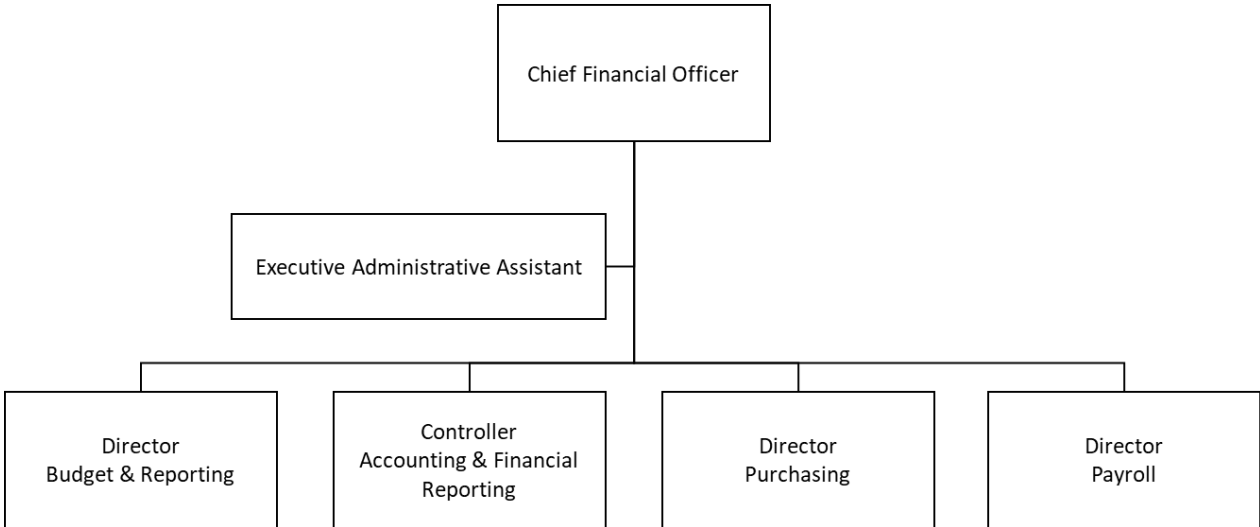 Chief Financial Officer
Executive Administrative Assistant
Director
Budget & Reporting
Controller
Accounting & Financial
Reporting
Director
Purchasing
Director
Payroll